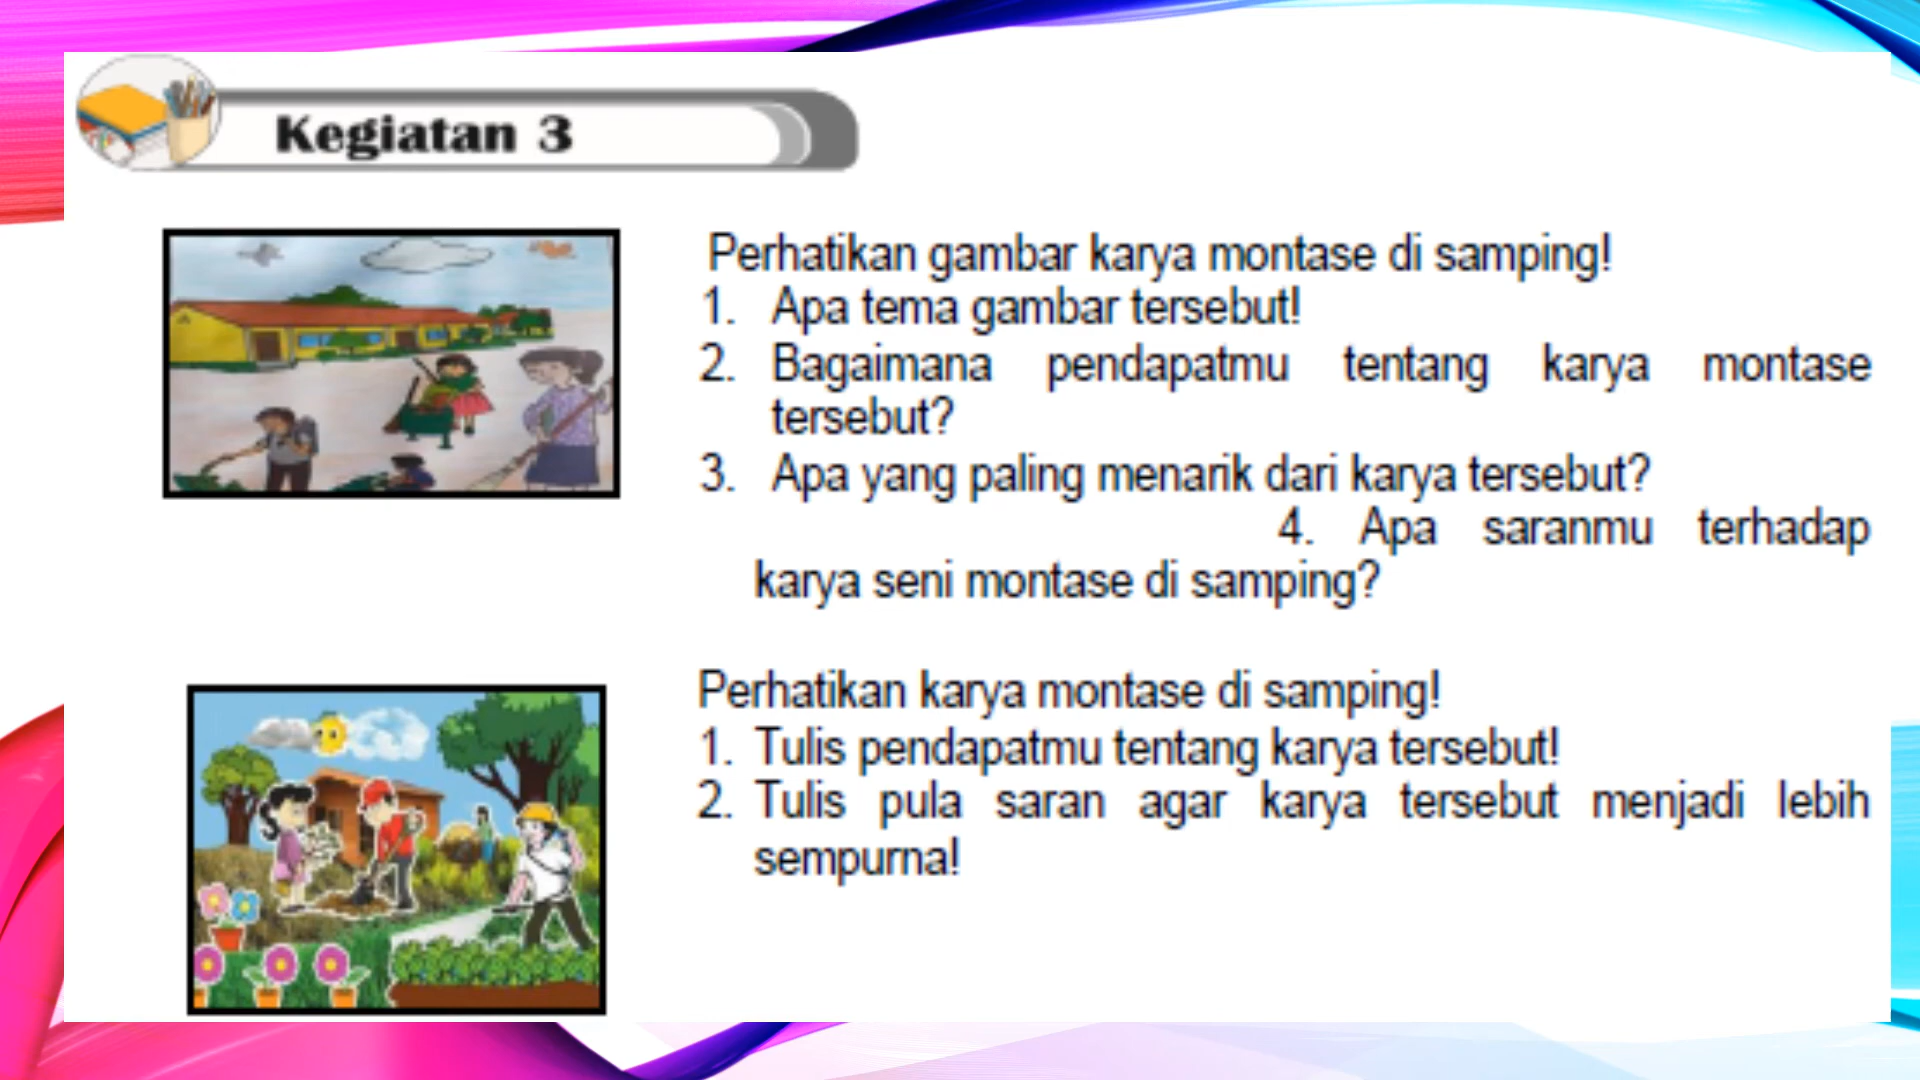 Kegiatan 3
Perhatikan gambar karya montase di samping!
1. Apa tema gambar tersebut!
2. Bagaimana pendapatmu tentang karya montase
tersebut?
3. Apa yang paling menarik dari karya tersebut?
4. Apa saranmu terhadap
karya seni montase di samping?
Perhatikan karya montase di samping!
1. Tulis pendapatmu tentang karya tersebut!
2. Tulis pula saran agar karya tersebut menjadi lebih
sempurna!